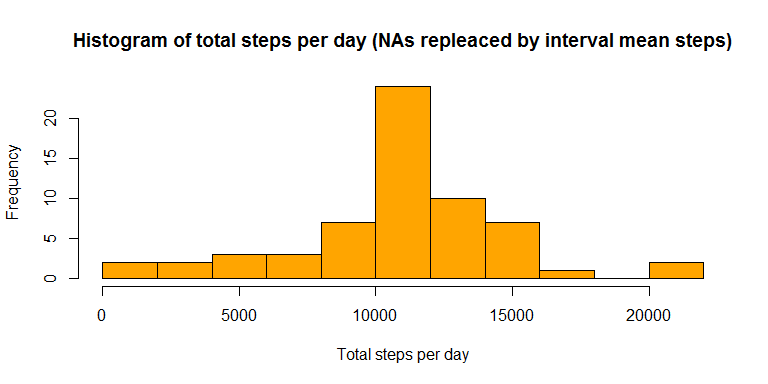 Histogram of total steps per day (NAs repleaced by interval mean steps)
Frequency
20
15
10
5
0
0 5000 10000 15000 20000
Total steps per day